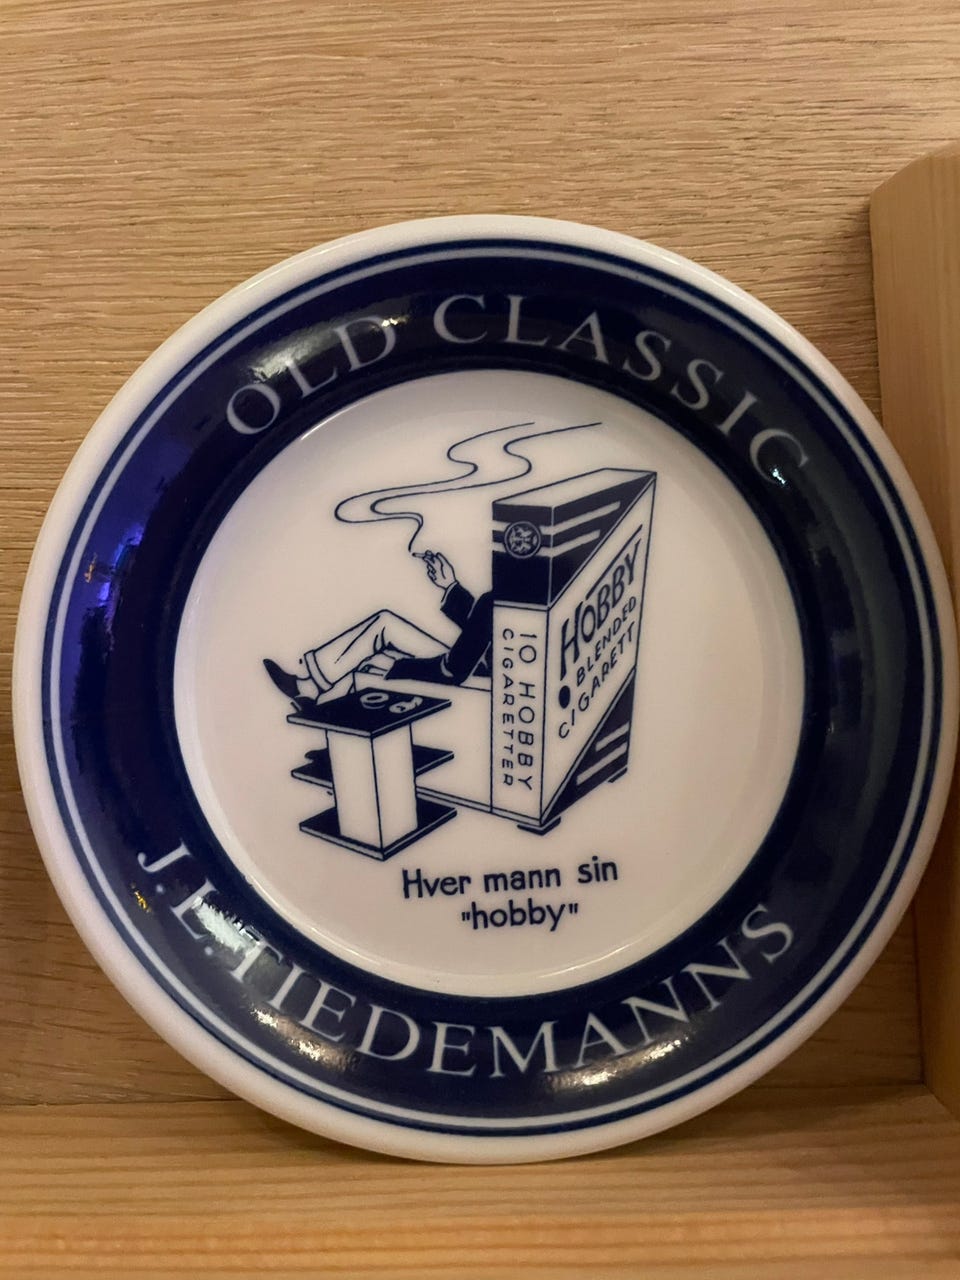 OLD CLASSIC
HOBBY
BLENDED
CIGARETT
10 HOBBY
CIGARETTER
Hver mann sin
"hobby"
J.L.TIEDEMANNS